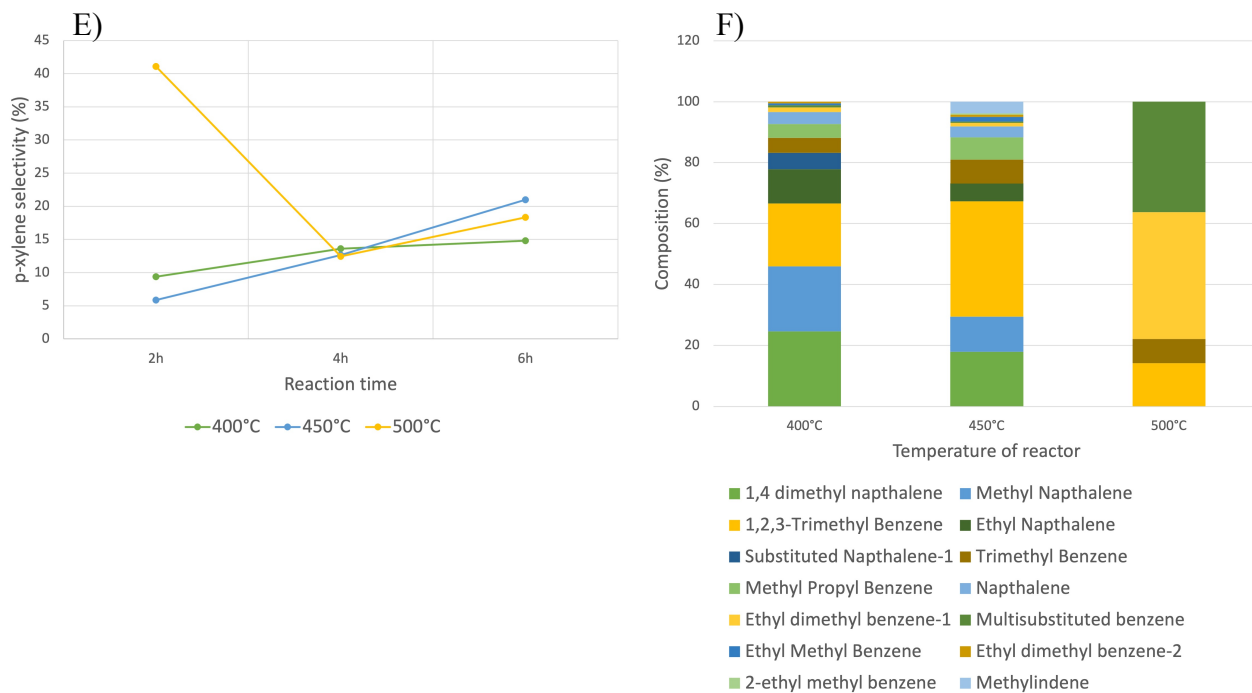 E)
45
40
35
30
25
20
15
10
5
0
p-xylene selectivity (%)
2h 4h 6h
Reaction time
400°C 450°C 500°C
F)
120
100
80
60
40
20
0
Composition (%)
400°C 450°C 500°C
Temperature of reactor
1,4 dimethyl napthalene Methyl Napthalene
1,2,3-Trimethyl Benzene Ethyl Napthalene
Substituted Napthalene-1 Trimethyl Benzene
Methyl Propyl Benzene Napthalene
Ethyl dimethyl benzene-1 Multisubstituted benzene
Ethyl Methyl Benzene Ethyl dimethyl benzene-2
2-ethyl methyl benzene Methylindene